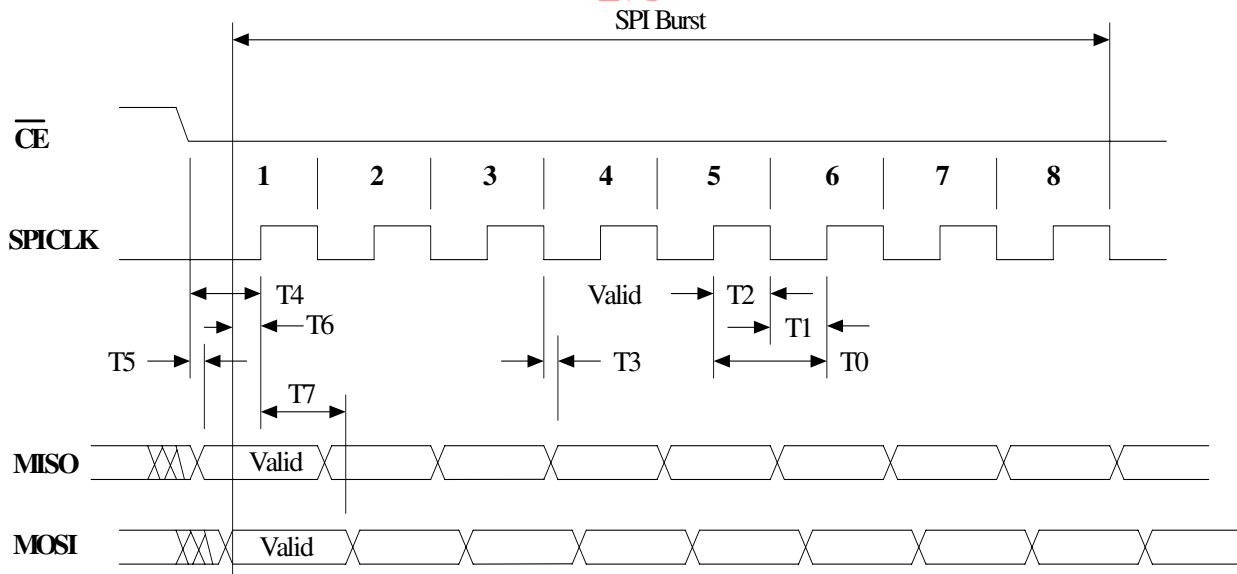 SPI Burst
CE
1 2 3 4 5 6 7 8
SPICLK
T4 Valid T2
T6 T1
T5 T3 T0
T7
MISO Valid
MOSI Valid